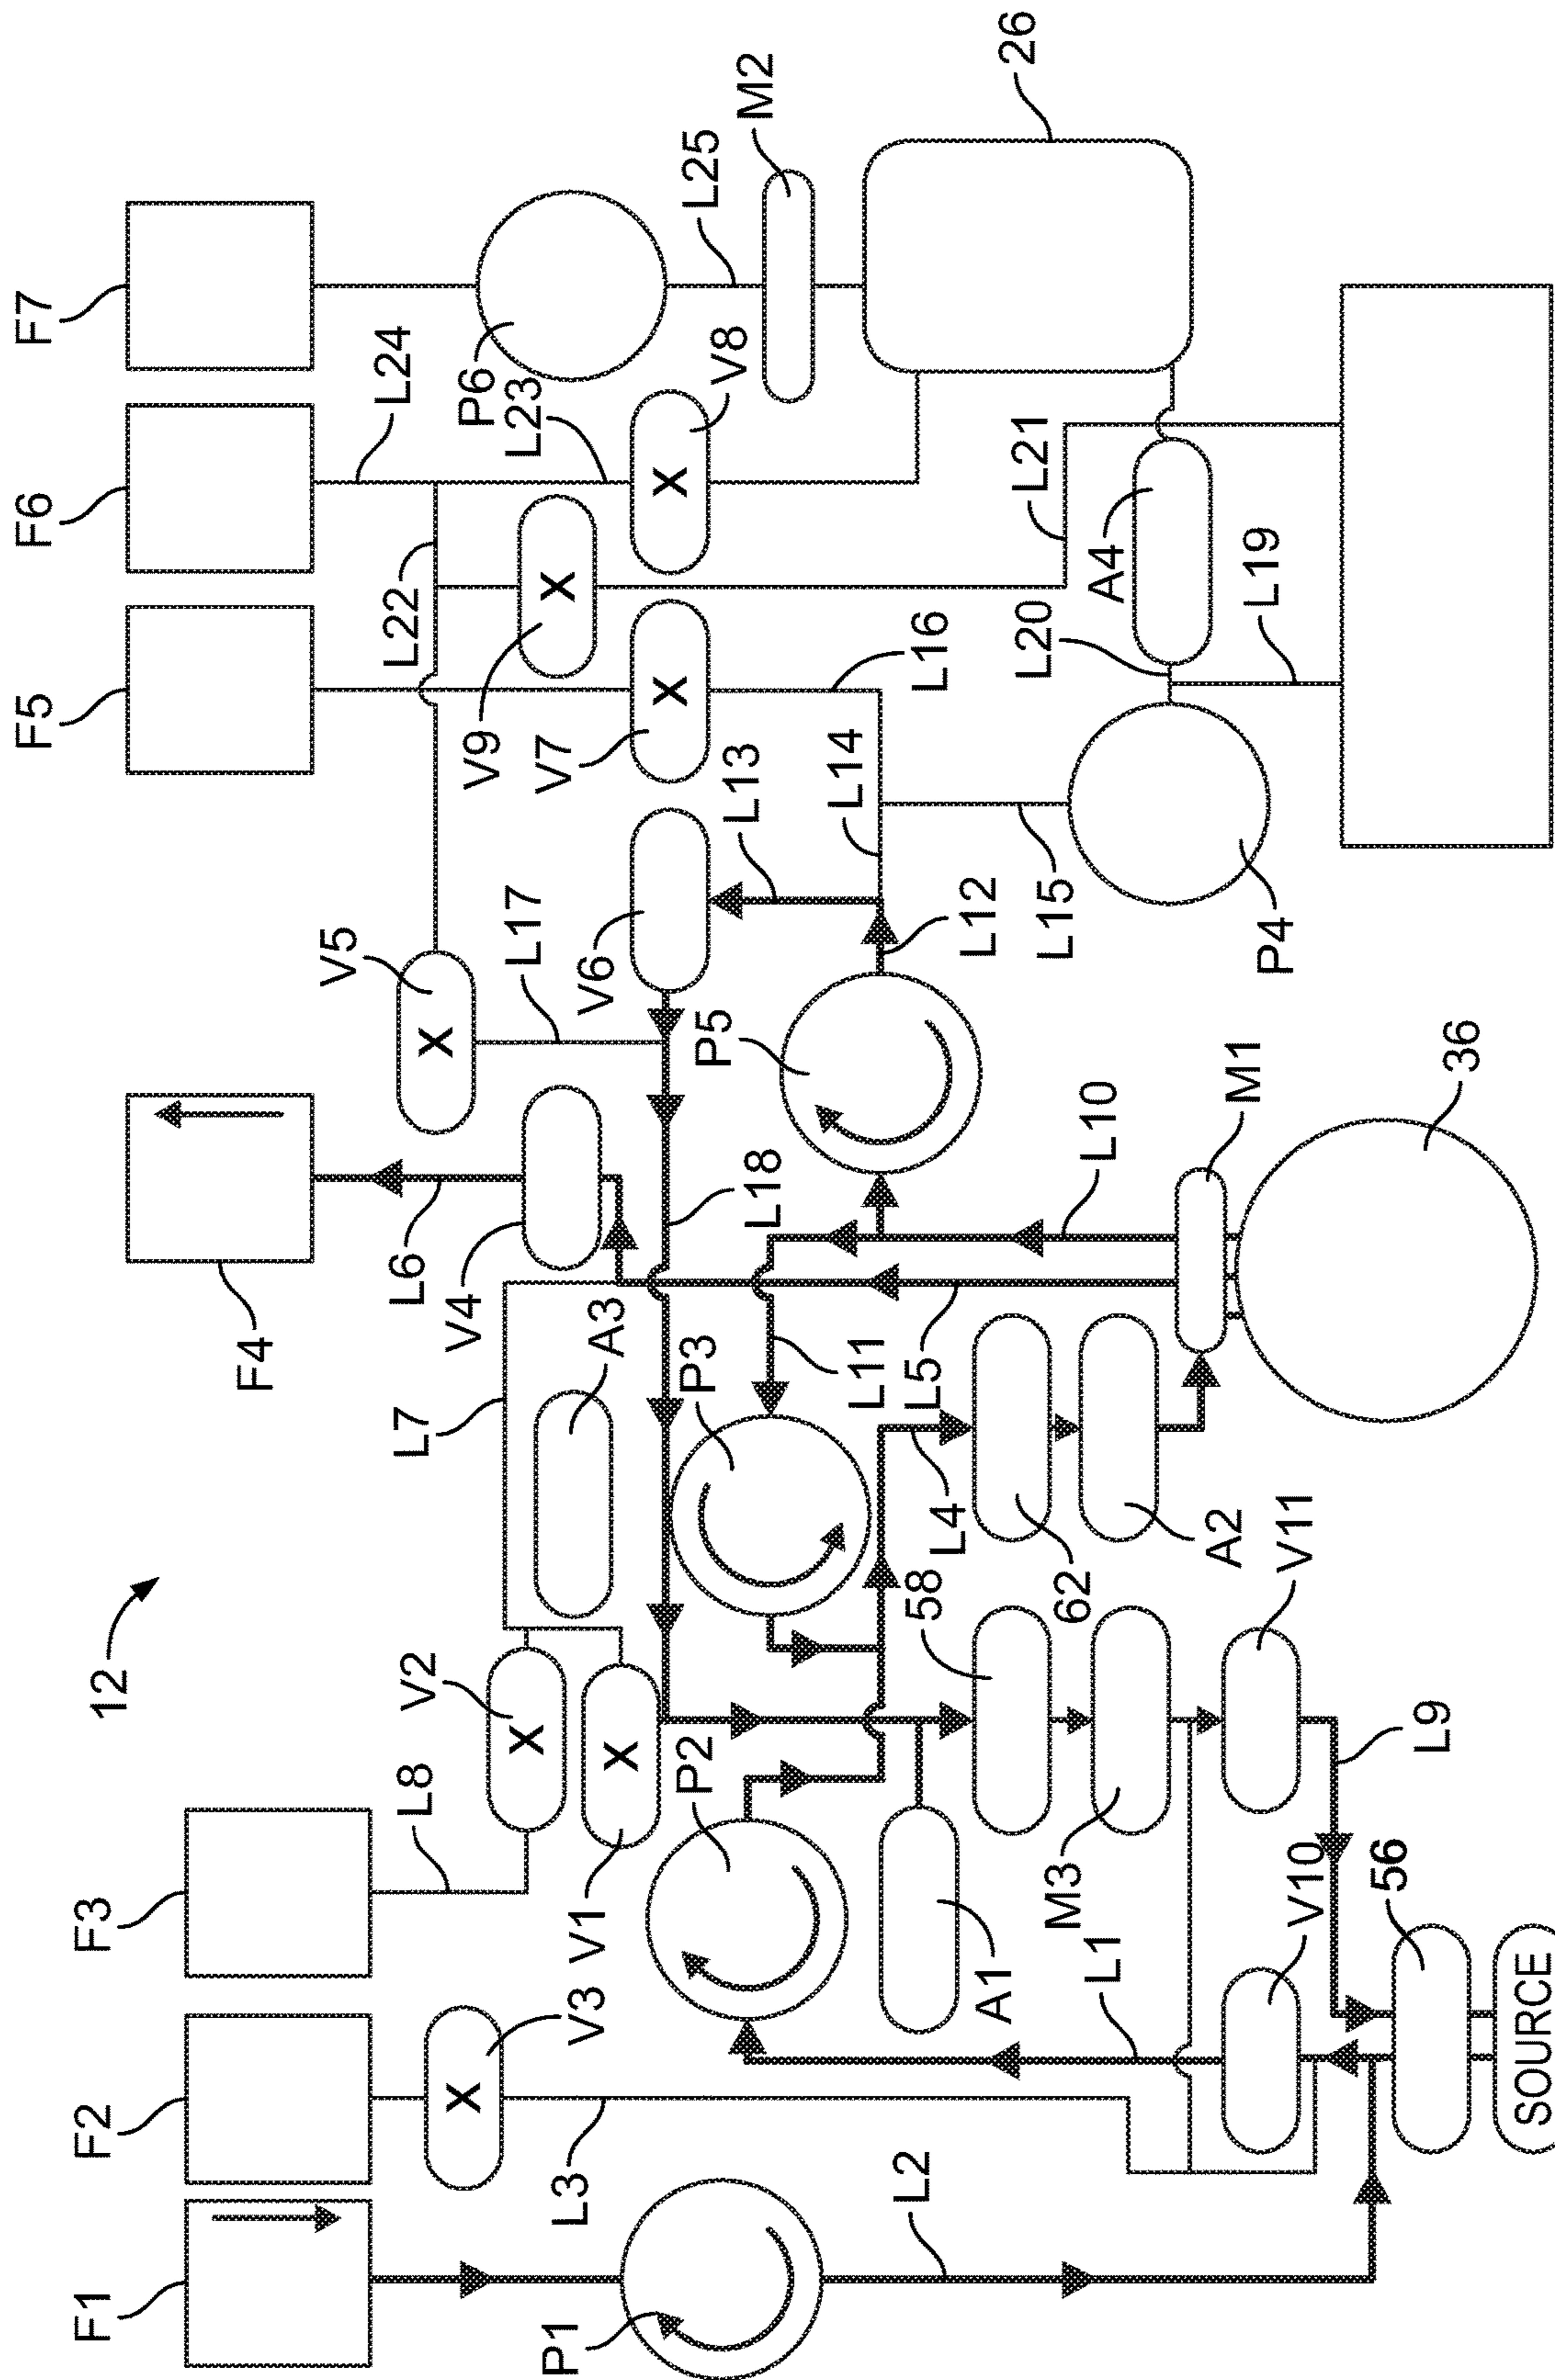 12
F1
F2
F3
F4
F5
F6
F7
L8
L7
L6
L22
L24
V3
V2
V4
V5
V9
P6
L23
V1
A3
L17
V6
V7
L25
M2
L3
P1
P2
P3
L18
P5
L13
V8
L2
A1
58
L4
L11
L5
L10
L12
L14
L16
26
L1
M3
62
A2
V11
M1
L15
L20
A4
L21
V10
56
L9
36
P4
L19
SOURCE
X
X
X
X
X
X
X